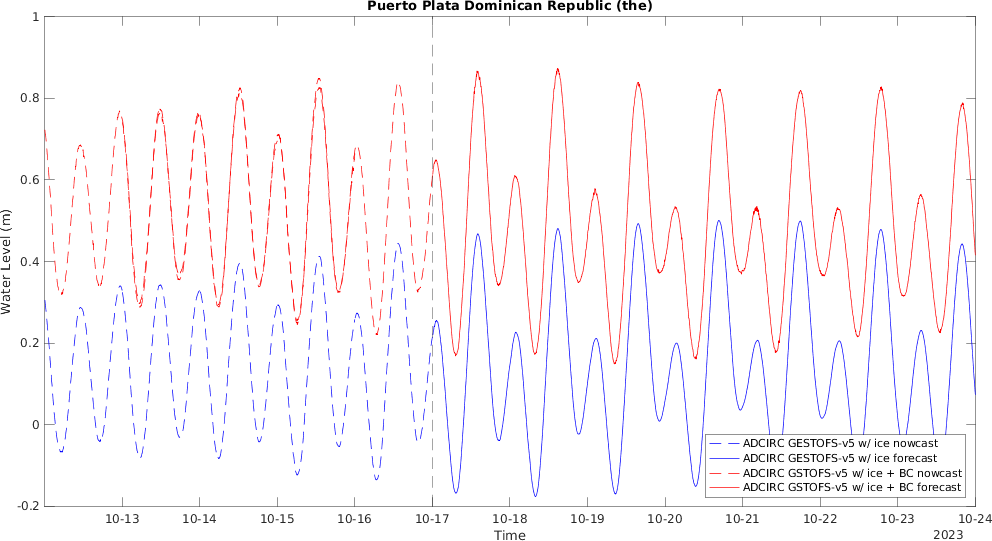 Puerto Plata Dominican Republic (the)
1
0.8
0.6
0.4
0.2
0
-0.2
Water Level (m)
10-13 10-14 10-15 10-16 10-17 10-18 10-19 10-20 10-21 10-22 10-23 10-24
Time
2023
ADCIRC GESTOFS-v5 w/ ice nowcast
ADCIRC GESTOFS-v5 w/ ice forecast
ADCIRC GSTOFS-v5 w/ ice + BC nowcast
ADCIRC GSTOFS-v5 w/ ice + BC forecast